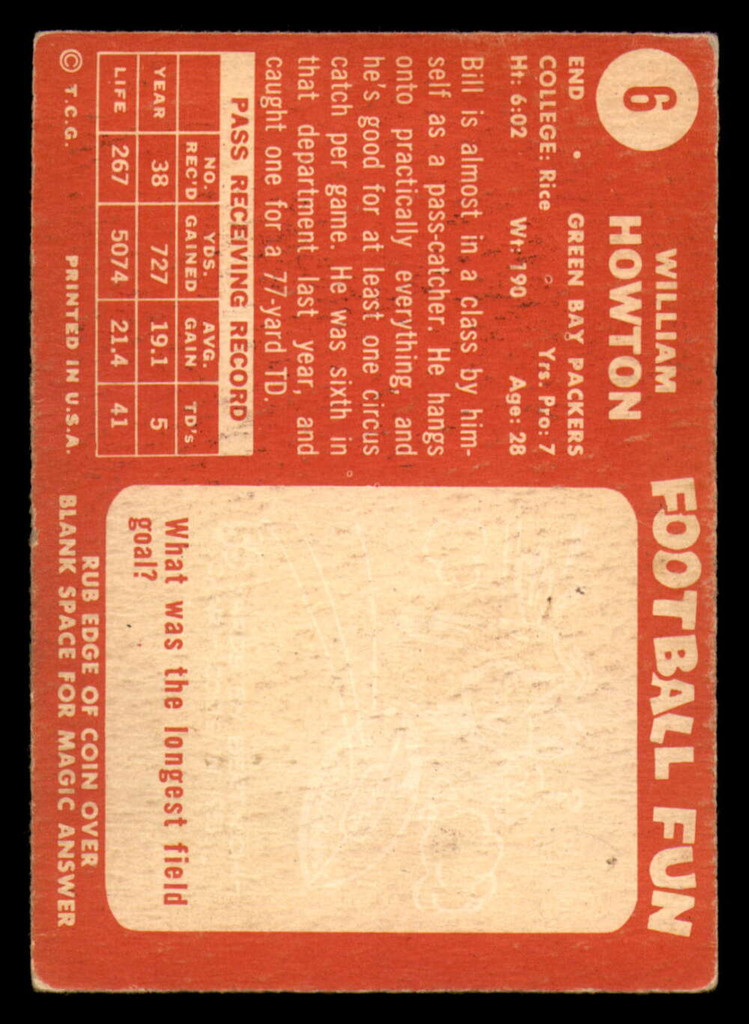 6
WILLIAM
HOWTON
END • GREEN BAY PACKERS
COLLEGE: Rice Yrs. Pro: 7
Ht: 6:02 Wt: 190 Age: 28
Bill is almost in a class by him-
self as a pass-catcher. He hangs
onto practically everything, and
he's good for at least one circus
catch per game. He was sixth in
that department last year, and
caught one for a 77-yard TD.
PASS RECEIVING RECORD
NO. REC'D YDS. GAINED AVG. GAIN TD's
YEAR 38 727 19.1 5
LIFE 267 5074 21.4 41
© T.C.G. PRINTED IN U.S.A.
FOOTBALL FUN
What was the longest field
goal?
RUB EDGE OF COIN OVER
BLANK SPACE FOR MAGIC ANSWER